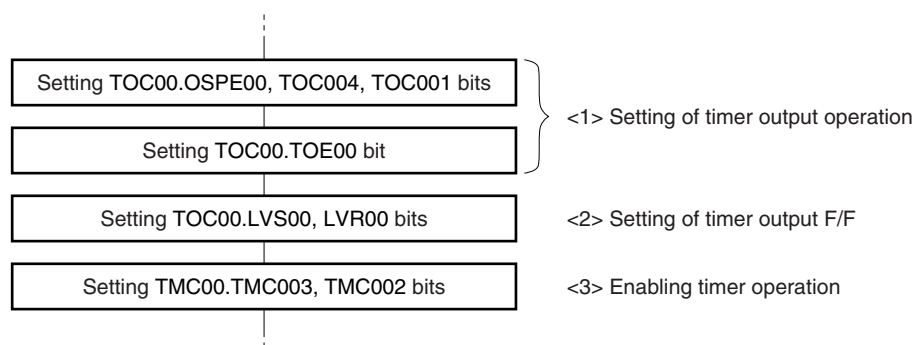 Setting TOC00.OSPE00, TOC004, TOC001 bits
<1> Setting of timer output operation
Setting TOC00.TOE00 bit
Setting TOC00.LVS00, LVR00 bits
<2> Setting of timer output F/F
Setting TMC00.TMC003, TMC002 bits
<3> Enabling timer operation